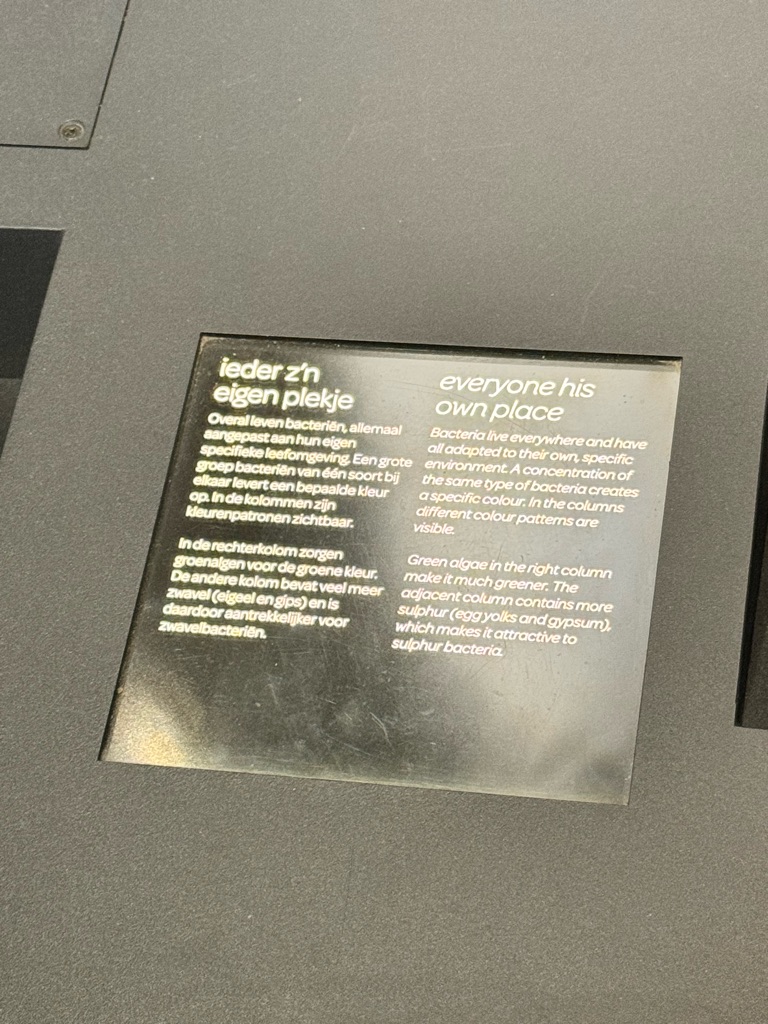 ieder z'n
eigen plekje
Overal leven bacteriën, allemaal
aangepast aan hun eigen
specifieke leefomgeving. Een grote
groep bacteriën van één soort bij
elkaar levert een bepaalde kleur
op. In de kolommen zijn
kleurenpatronen zichtbaar.
In de rechterkolom zorgen
groenalgen voor de groene kleur.
De andere kolom bevat veel meer
zwavel (eigeel en gips) en is
daardoor aantrekkelijker voor
zwavelbacteriën.
everyone his
own place
Bacteria live everywhere and have
all adapted to their own, specific
environment. A concentration of
the same type of bacteria creates
a specific colour. In the columns
different colour patterns are
visible.
Green algae in the right column
make it much greener. The
adjacent column contains more
sulphur (egg yolks and gypsum),
which makes it attractive to
sulphur bacteria.